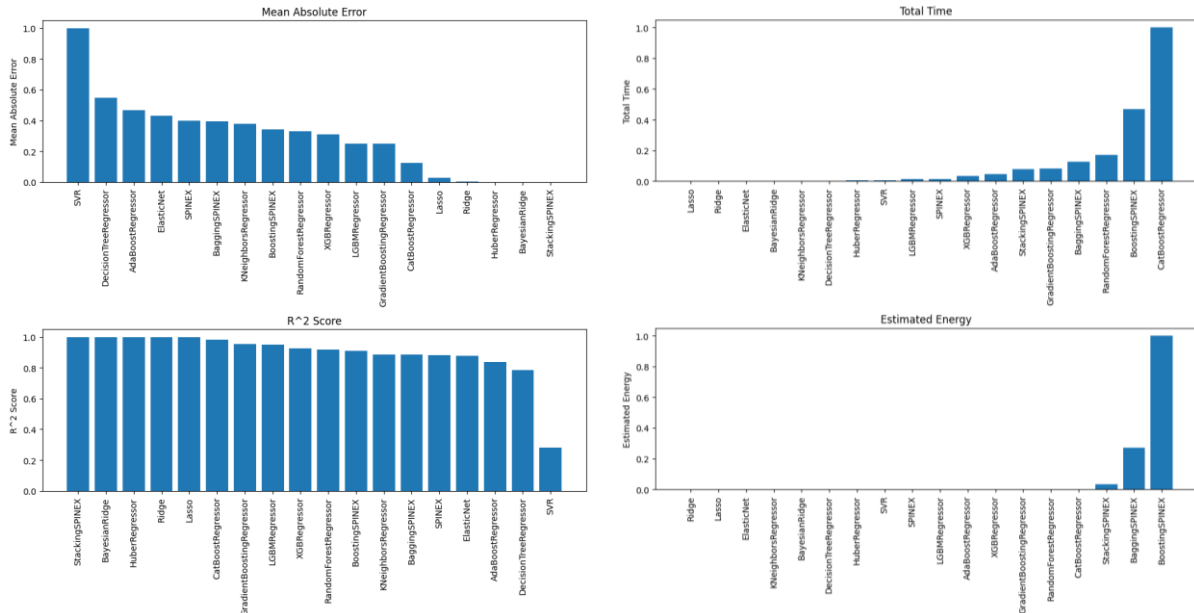 Mean Absolute Error
Mean Absolute Error
1.0
0.8
0.6
0.4
0.2
0.0
SVR
DecisionTreeRegressor
AdaBoostRegressor
ElasticNet
SPINEX
BaggingSPINEX
KNeighborsRegressor
BoostingSPINEX
RandomForestRegressor
XGBRegressor
LGBMRegressor
GradientBoostingRegressor
CatBoostRegressor
Lasso
Ridge
HuberRegressor
BayesianRidge
StackingSPINEX
Total Time
Total Time
1.0
0.8
0.6
0.4
0.2
0.0
Lasso
Ridge
ElasticNet
BayesianRidge
KNeighborsRegressor
DecisionTreeRegressor
HuberRegressor
SVR
LGBMRegressor
SPINEX
XGBRegressor
AdaBoostRegressor
StackingSPINEX
GradientBoostingRegressor
BaggingSPINEX
RandomForestRegressor
BoostingSPINEX
CatBoostRegressor
R^2 Score
R^2 Score
1.0
0.8
0.6
0.4
0.2
0.0
StackingSPINEX
BayesianRidge
HuberRegressor
Ridge
Lasso
CatBoostRegressor
GradientBoostingRegressor
LGBMRegressor
XGBRegressor
RandomForestRegressor
BoostingSPINEX
KNeighborsRegressor
BaggingSPINEX
SPINEX
ElasticNet
AdaBoostRegressor
DecisionTreeRegressor
SVR
Estimated Energy
Estimated Energy
1.0
0.8
0.6
0.4
0.2
0.0
Ridge
Lasso
ElasticNet
KNeighborsRegressor
BayesianRidge
DecisionTreeRegressor
HuberRegressor
SVR
SPINEX
LGBMRegressor
AdaBoostRegressor
XGBRegressor
GradientBoostingRegressor
RandomForestRegressor
CatBoostRegressor
StackingSPINEX
BaggingSPINEX
BoostingSPINEX